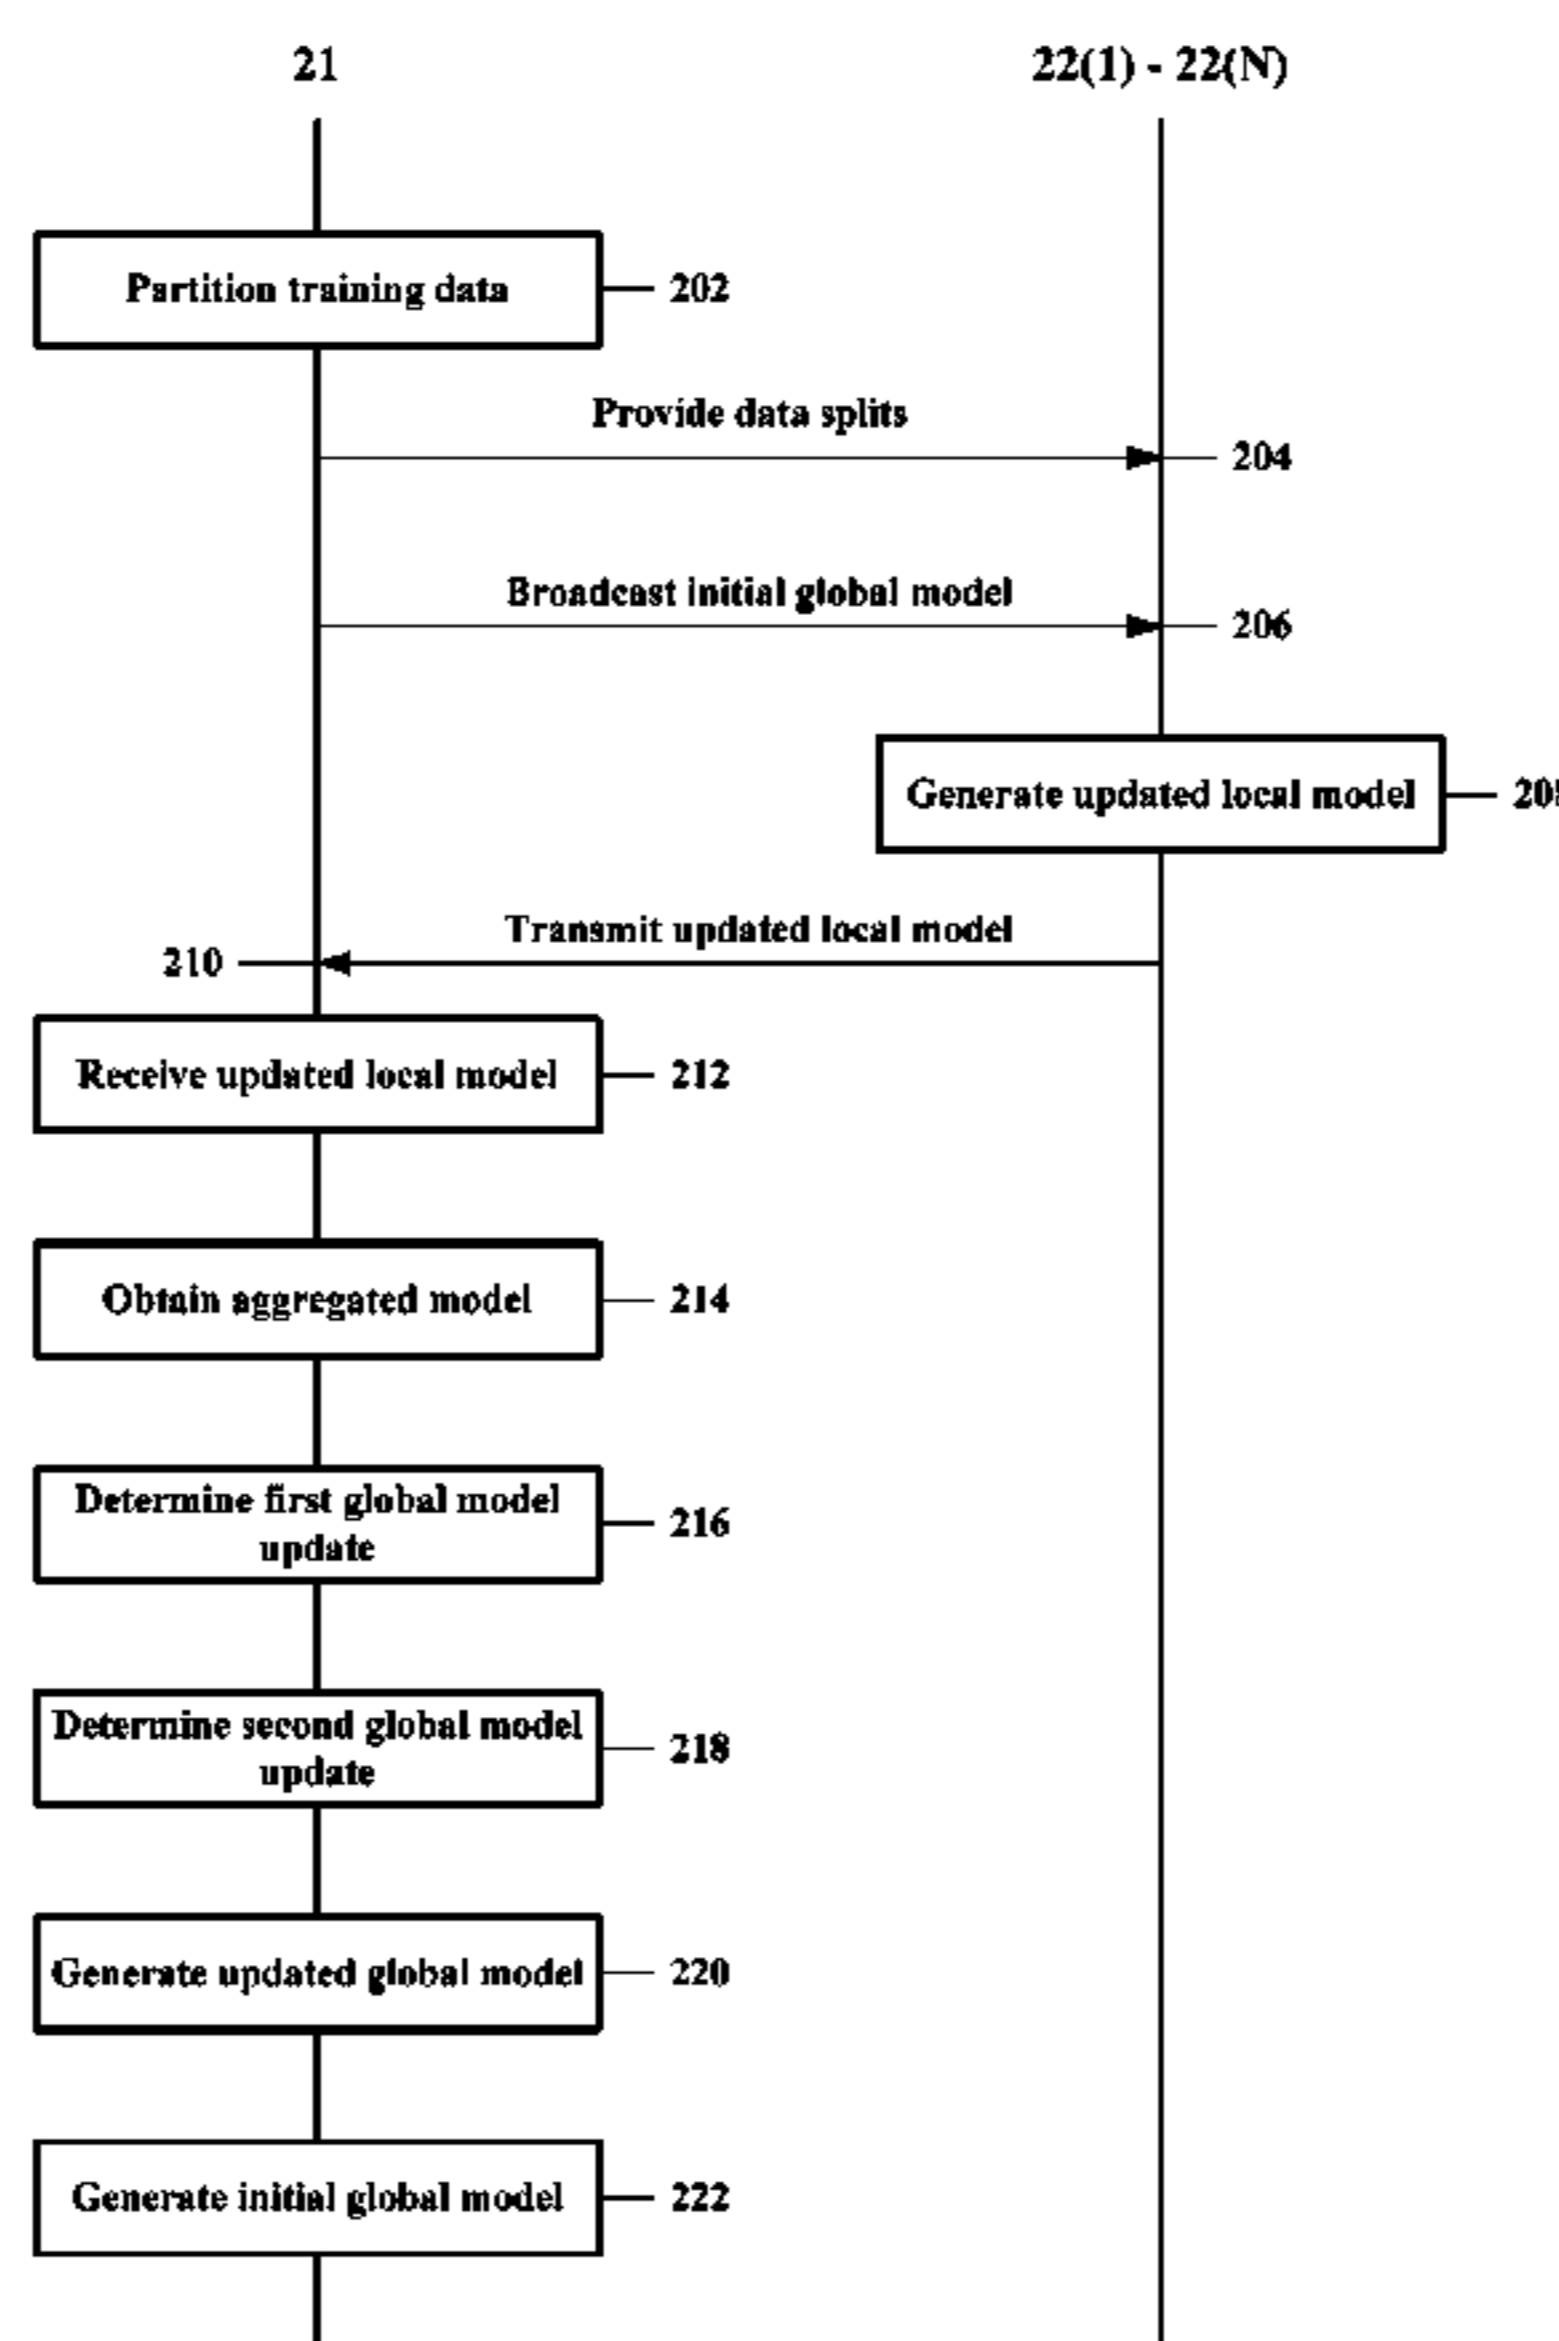 21
22(1) - 22(N)
Partition training data
202
Provide data splits
204
Broadcast initial global model
206
Generate updated local model
Transmit updated local model
210
Receive updated local model
212
Obtain aggregated model
214
Determine first global model
update
216
Determine second global model
update
218
Generate updated global model
220
Generate initial global model
222